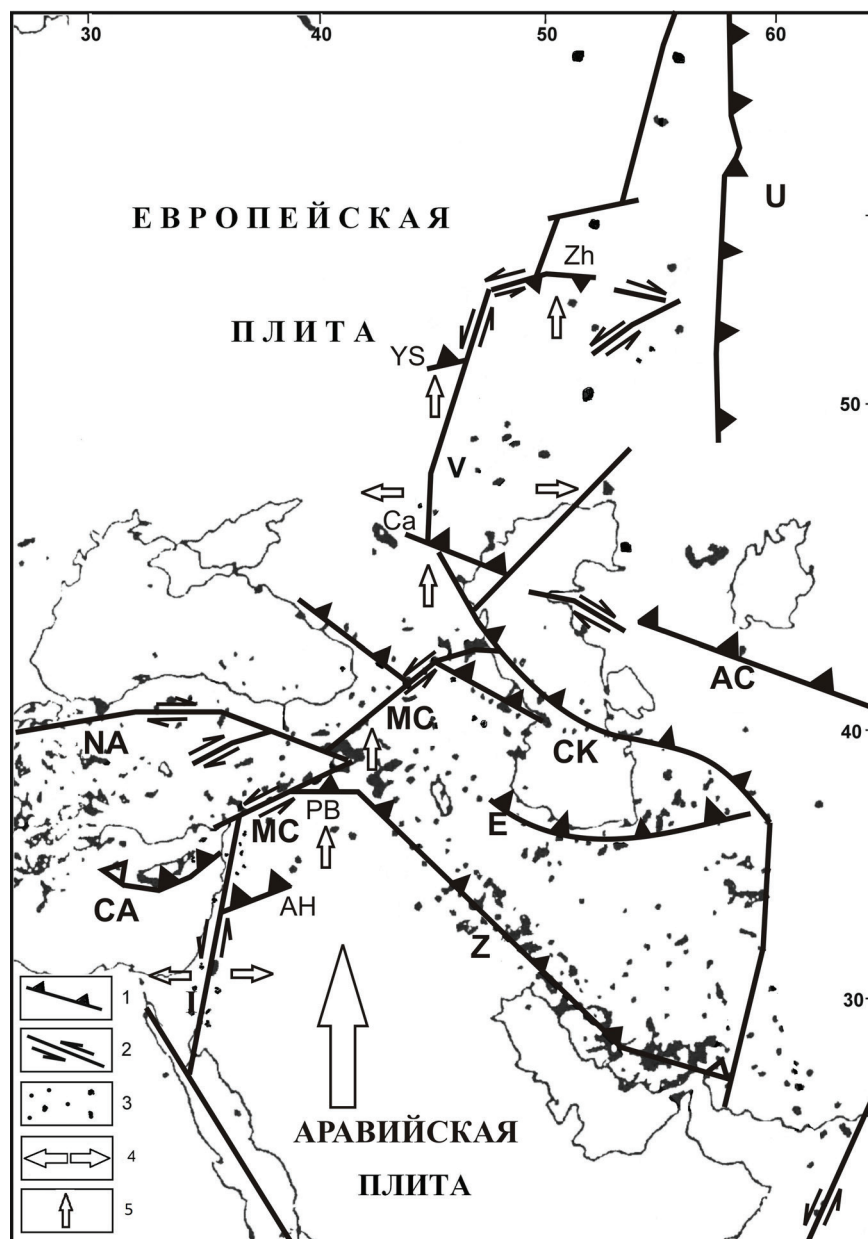 30 40 50 60
ЕВРОПЕЙСКАЯ
U
Zh
ПЛИТА
YS
50
V
Ca
AC
MC
40
NA
CK
PB
E
MC
CA
AH
Z
30
1
2
3
4
5
I
АРАВИЙСКАЯ
ПЛИТА